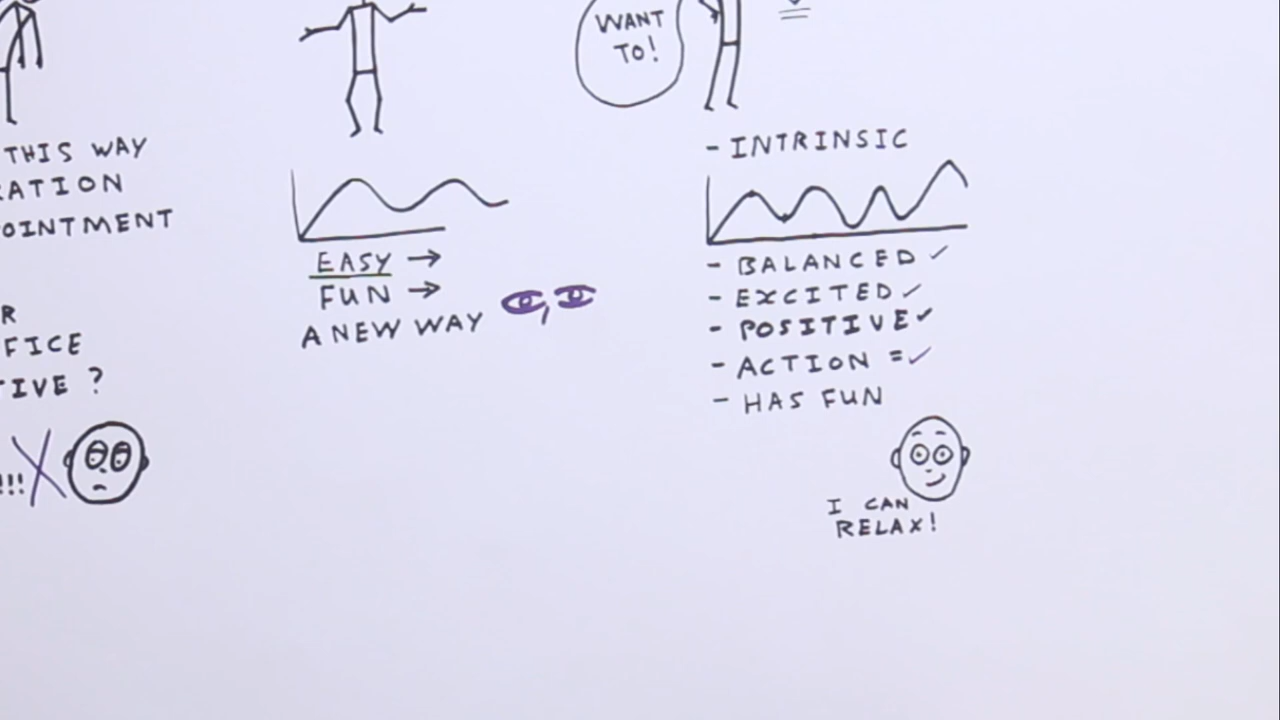 THIS WAY
RATION
OINTMENT
R
FFICE
TIVE ?
!!!
EASY →
FUN →
A NEW WAY
WANT
TO!
- INTRINSIC
- BALANCED ✓
- EXCITED ✓
- POSITIVE ✓
- ACTION = ✓
- HAS FUN
I CAN
RELAX!